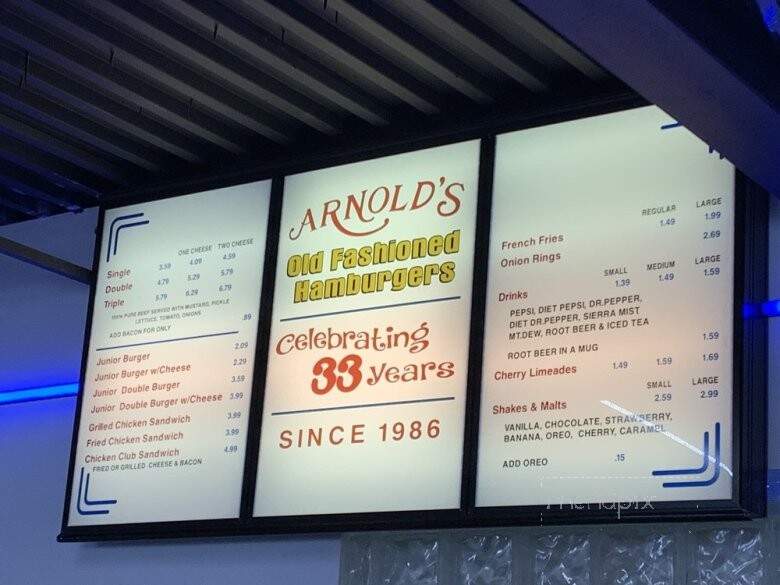 ONE CHEESE TWO CHEESE
Single 3.59 4.09 4.59
Double 4.79 5.29 5.79
Triple 5.79 6.29 6.79
100% PURE BEEF SERVED WITH MUSTARD, PICKLE
LETTUCE, TOMATO, ONIONS
ADD BACON FOR ONLY .89
Junior Burger 2.09
Junior Burger w/Cheese 2.29
Junior Double Burger 3.59
Junior Double Burger w/Cheese 3.99
Grilled Chicken Sandwich 3.99
Fried Chicken Sandwich 3.99
Chicken Club Sandwich 4.99
FRIED OR GRILLED CHEESE & BACON
ARNOLD'S
Old Fashioned
Hamburgers
Celebrating
33 years
SINCE 1986
REGULAR LARGE
French Fries 1.49 1.99
Onion Rings 2.69
SMALL MEDIUM LARGE
Drinks 1.39 1.49 1.59
PEPSI, DIET PEPSI, DR.PEPPER,
DIET DR.PEPPER, SIERRA MIST
MT.DEW, ROOT BEER & ICED TEA
ROOT BEER IN A MUG 1.59
Cherry Limeades 1.49 1.59 1.69
SMALL LARGE
Shakes & Malts 2.59 2.99
VANILLA, CHOCOLATE, STRAWBERRY,
BANANA, OREO, CHERRY, CARAMEL
ADD OREO .15
menupix